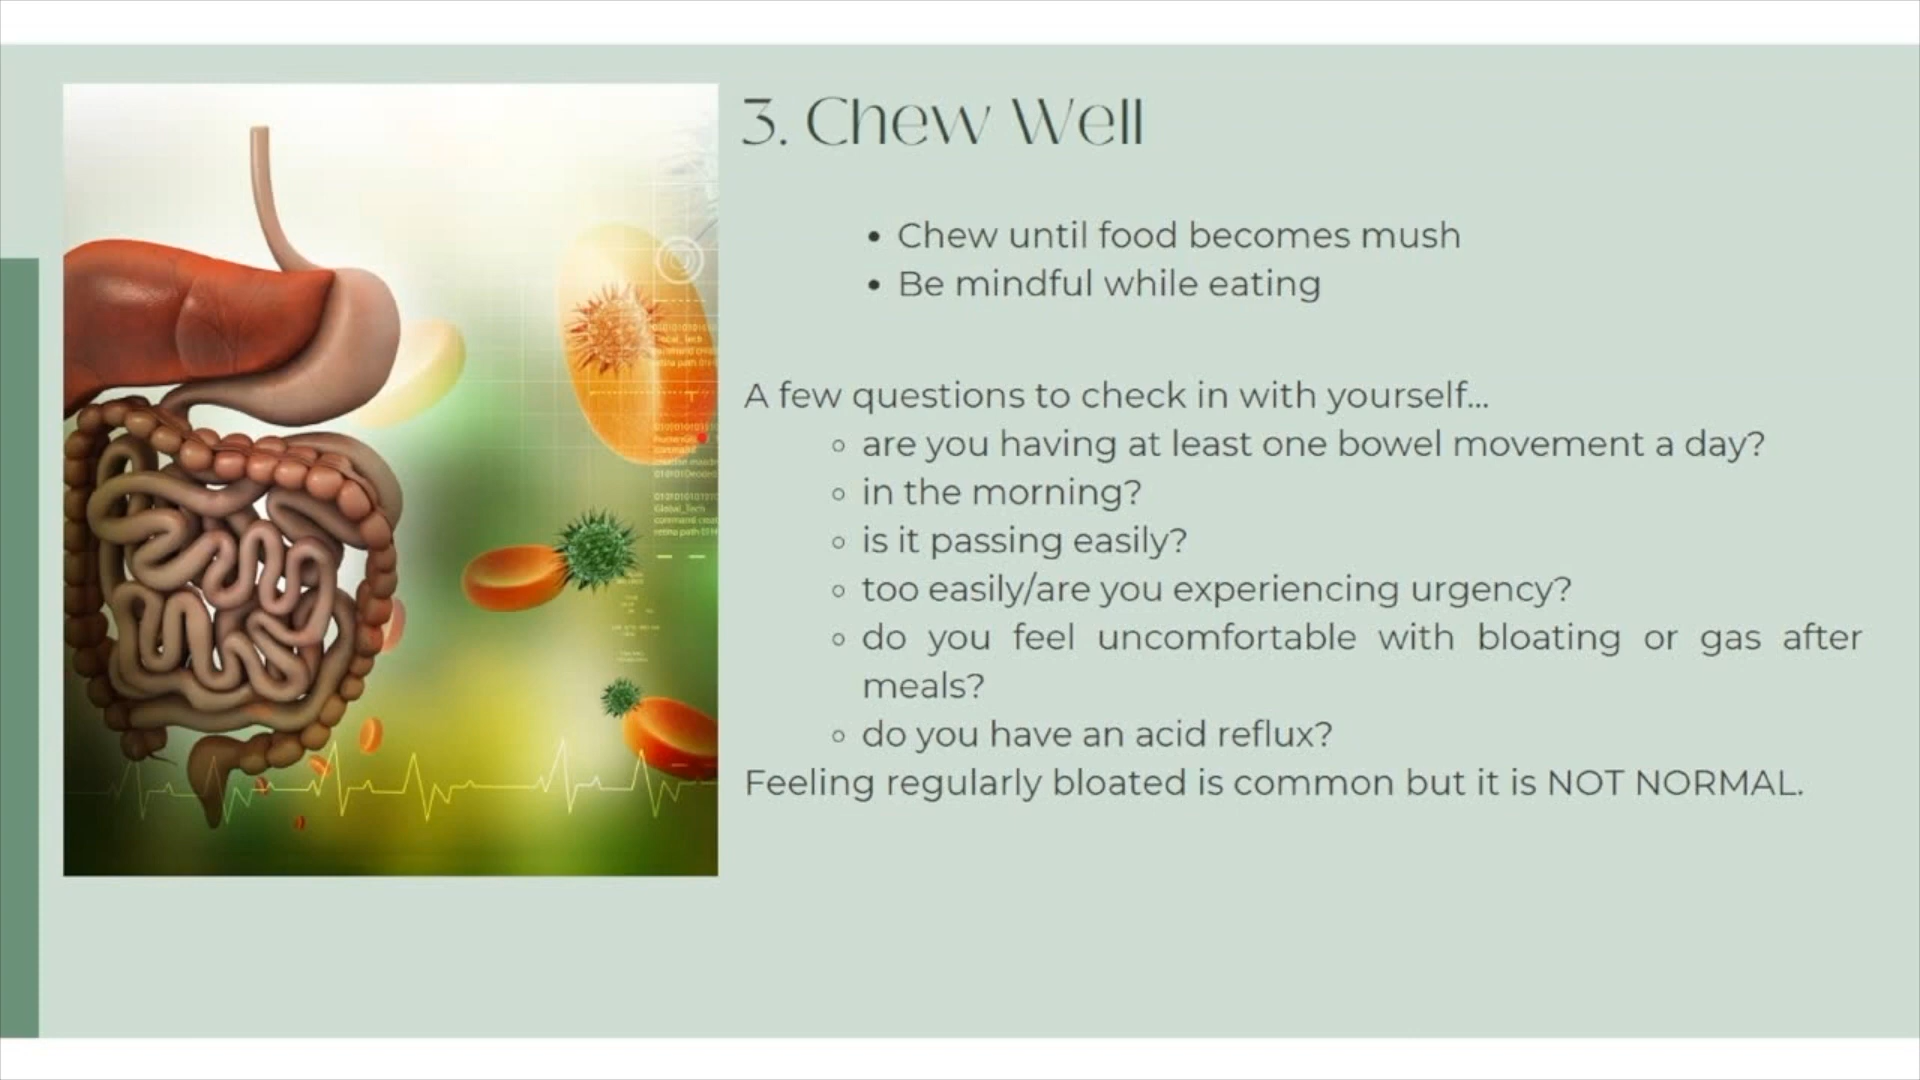 3. Chew Well
• Chew until food becomes mush
• Be mindful while eating
A few questions to check in with yourself...
○ are you having at least one bowel movement a day?
○ in the morning?
○ is it passing easily?
○ too easily/are you experiencing urgency?
○ do you feel uncomfortable with bloating or gas after
meals?
○ do you have an acid reflux?
Feeling regularly bloated is common but it is NOT NORMAL.